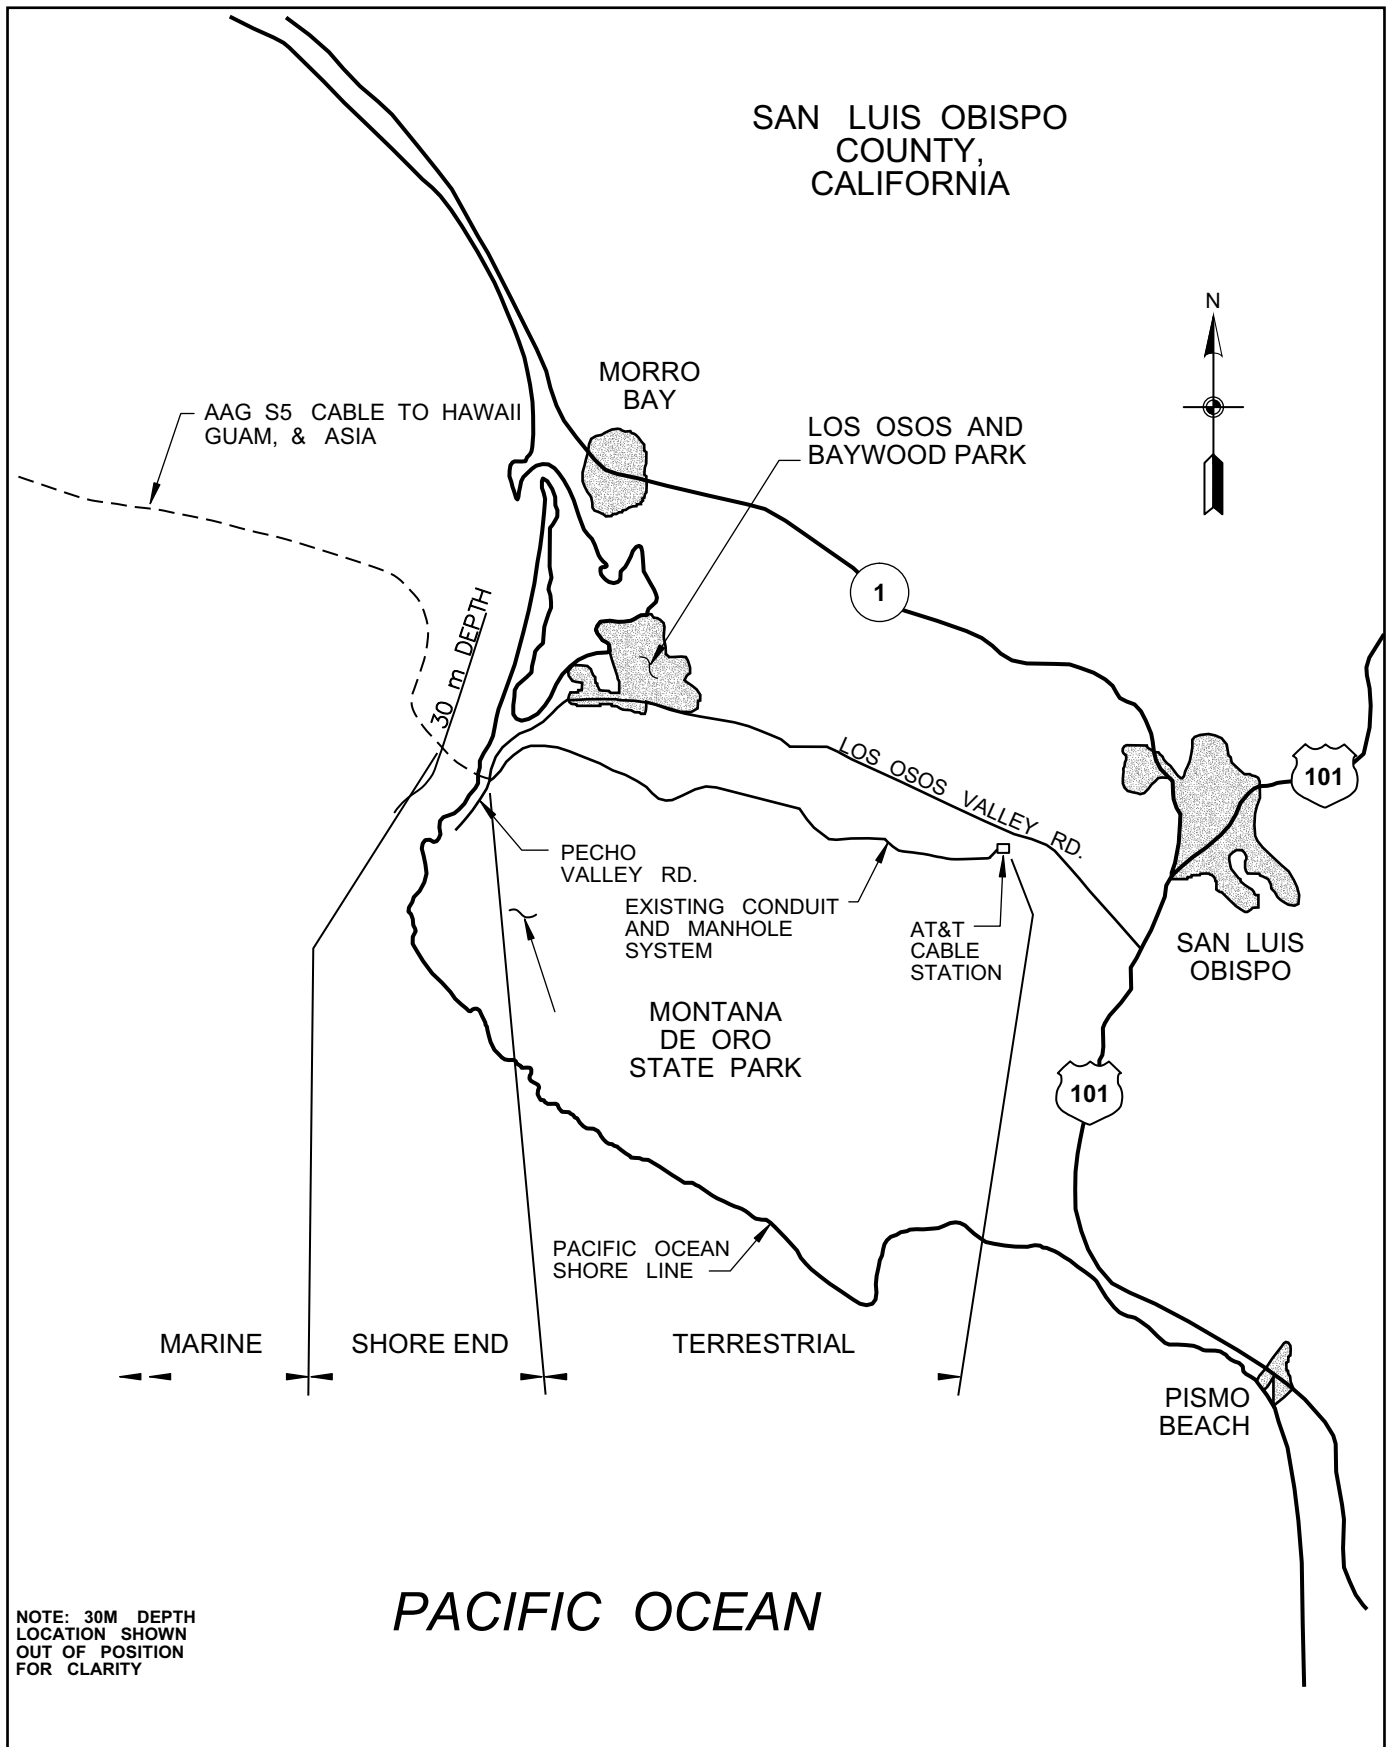 SAN LUIS OBISPO
COUNTY,
CALIFORNIA
N
MORRO
BAY
AAG S5 CABLE TO HAWAII
GUAM, & ASIA
LOS OSOS AND
BAYWOOD PARK
1
30 m DEPTH
LOS OSOS VALLEY RD.
101
PECHO
VALLEY RD.
EXISTING CONDUIT
AND MANHOLE
SYSTEM
AT&T
CABLE
STATION
SAN LUIS
OBISPO
MONTANA
DE ORO
STATE PARK
101
PACIFIC OCEAN
SHORE LINE
MARINE
SHORE END
TERRESTRIAL
PISMO
BEACH
PACIFIC OCEAN
NOTE: 30M DEPTH
LOCATION SHOWN
OUT OF POSITION
FOR CLARITY